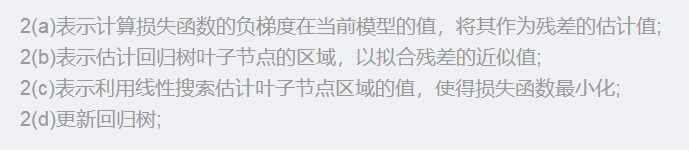 2(a)表示计算损失函数的负梯度在当前模型的值，将其作为残差的估计值;
2(b)表示估计回归树叶子节点的区域，以拟合残差的近似值;
2(c)表示利用线性搜索估计叶子节点区域的值，使得损失函数最小化;
2(d)更新回归树;